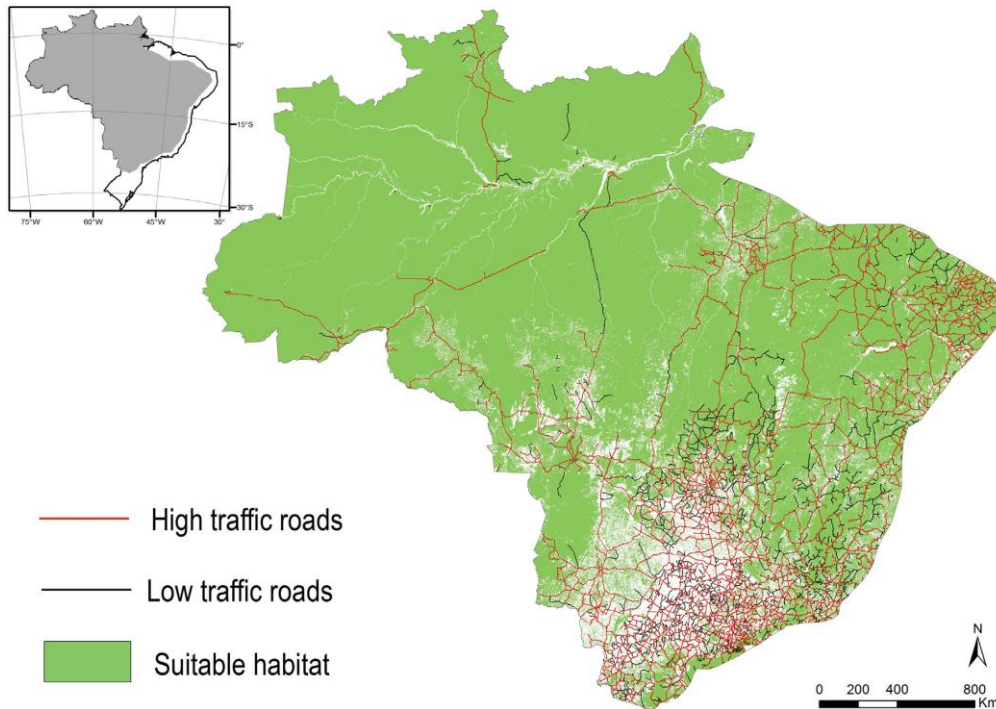 0°
15°S
30°S
75°W 60°W 45°W 30°
High traffic roads
Low traffic roads
Suitable habitat
N
0 200 400 800
Km